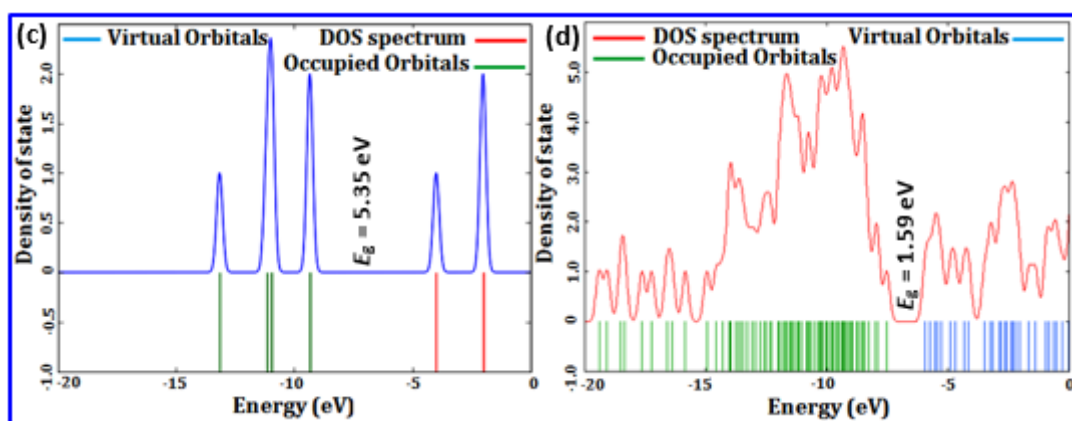 (c)
Virtual Orbitals
DOS spectrum
Occupied Orbitals
2.0
1.5
1.0
0.5
0
-0.5
-1.0
Density of state
Eg = 5.35 eV
-20
-15
-10
-5
0
Energy (eV)
(d)
DOS spectrum
Virtual Orbitals
Occupied Orbitals
5.0
4.0
3.0
2.0
1.0
0
Density of state
Eg = 1.59 eV
-20
-15
-10
-5
0
Energy (eV)